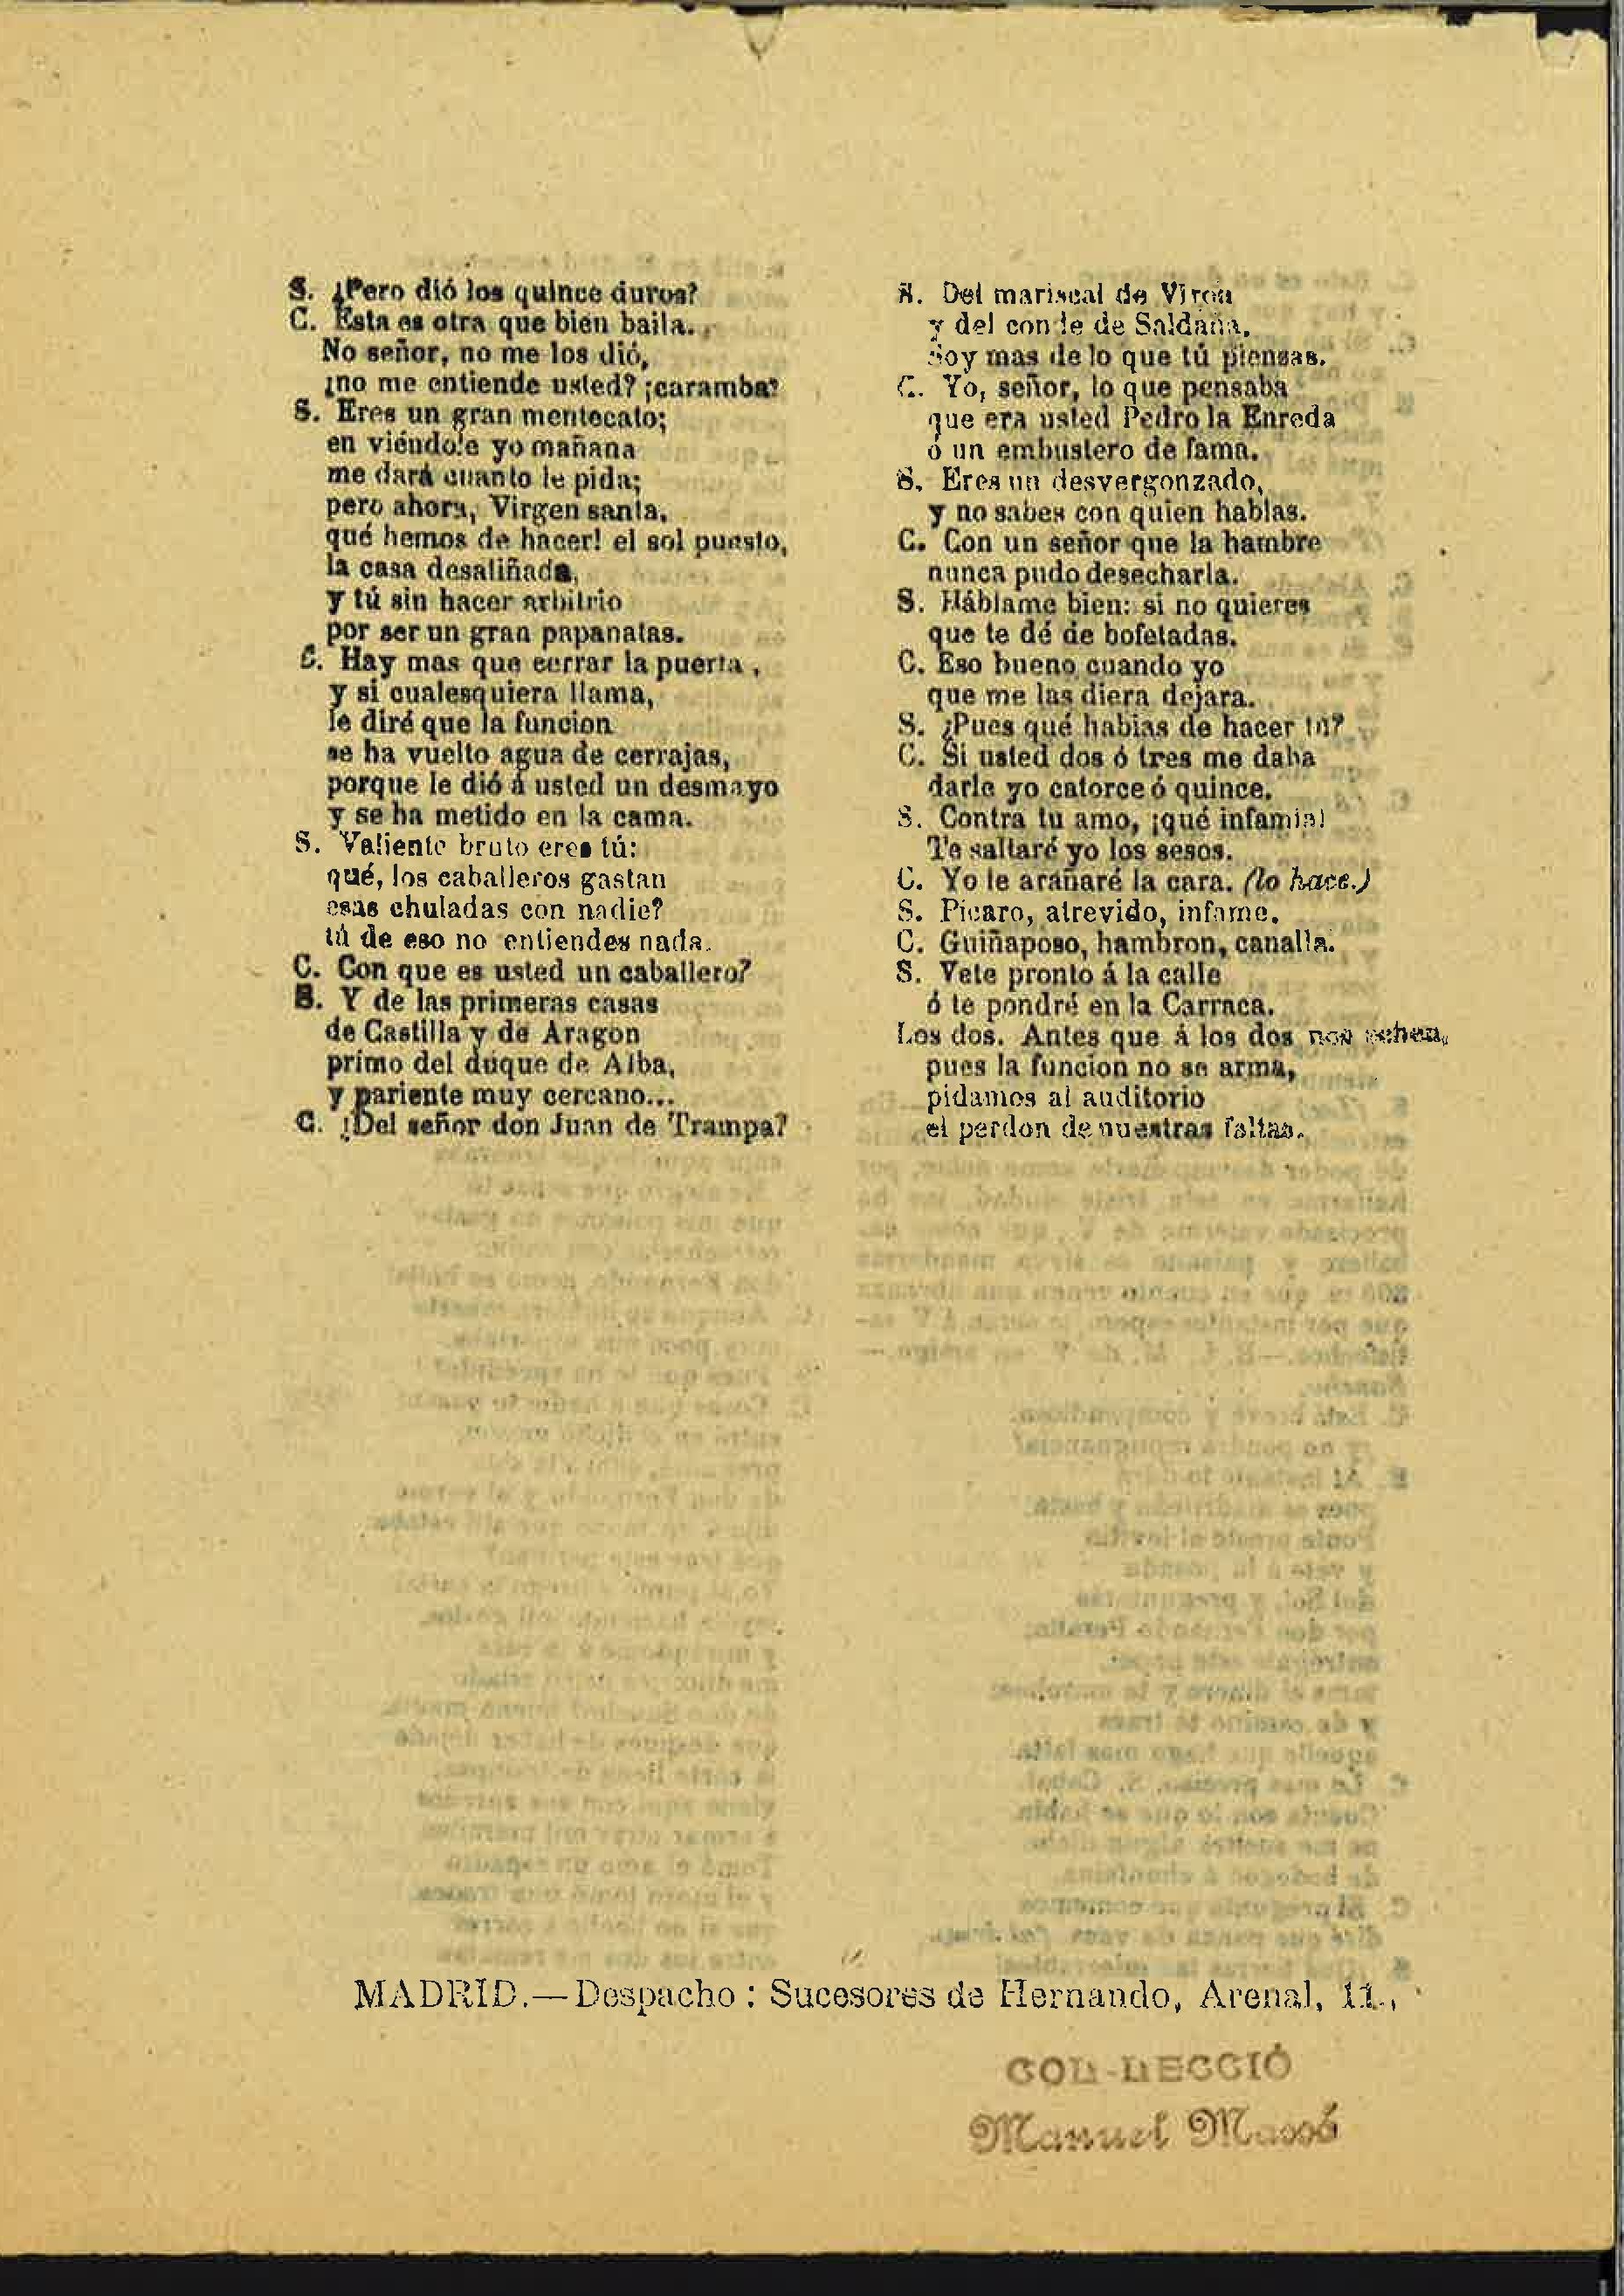 S. ¿Pero dió los quince duros?
C. Esta es otra que bien baila.
No señor, no me los dió,
¿no me entiende usted? ¡caramba!
S. Eres un gran mentecato;
en viéndole yo mañana
me dará cuanto le pida;
pero ahora, Virgen santa,
qué hemos de hacer! el sol puesto,
la casa desaliñada,
y tú sin hacer arbitrio
por ser un gran papanatas.
C. Hay mas que cerrar la puerta,
y si cualesquiera llama,
le diré que la funcion
se ha vuelto agua de cerrajas,
porque le dió á usted un desmayo
y se ha metido en la cama.
S. Valiente bruto eres tú:
qué, los caballeros gastan
esas chuladas con nadie?
tú de eso no entiendes nada.
C. Con que es usted un caballero?
S. Y de las primeras casas
de Castilla y de Aragon
primo del duque de Alba,
y pariente muy cercano...
C. ¿Del señor don Juan de Trampa?
S. Del mariscal de Viron
y del conde de Saldaña.
Soy mas de lo que tú piensas.
C. Yo, señor, lo que pensaba
que era usted Pedro la Enreda
ó un embustero de fama.
S. Eres un desvergonzado,
y no sabes con quien hablas.
C. Con un señor que la hambre
nunca pudo desecharla.
S. Háblame bien: si no quieres
que te dé de bofetadas.
C. Eso bueno cuando yo
que me las diera dejara.
S. ¿Pues qué habias de hacer tú?
C. Si usted dos ó tres me daba
darle yo catorce ó quince.
S. Contra tu amo, ¡qué infamia!
Te saltaré yo los sesos.
C. Yo le arañaré la cara. (lo hace.)
S. Pícaro, atrevido, infame.
C. Guiñaposo, hambron, canalla.
S. Vete pronto á la calle
ó te pondré en la Carraca.
Los dos. Antes que á los dos nos echen,
pues la funcion no se arma,
pidamos al auditorio
el perdon de nuestras faltas.
MADRID.—Despacho: Sucesores de Hernando, Arenal, 11.
COL-LECCIÓ
Manuel Massó